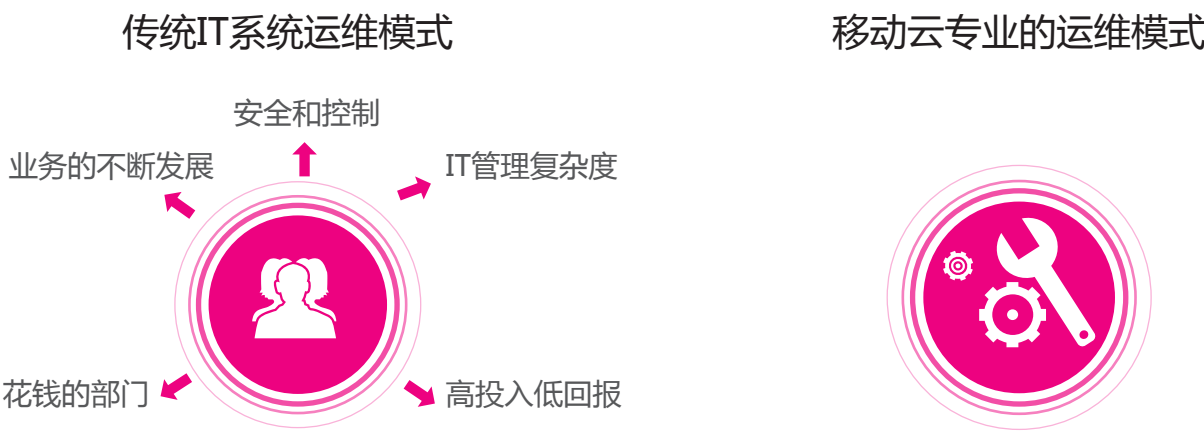 传统IT系统运维模式
移动云专业的运维模式
安全和控制
业务的不断发展
IT管理复杂度
花钱的部门
高投入低回报